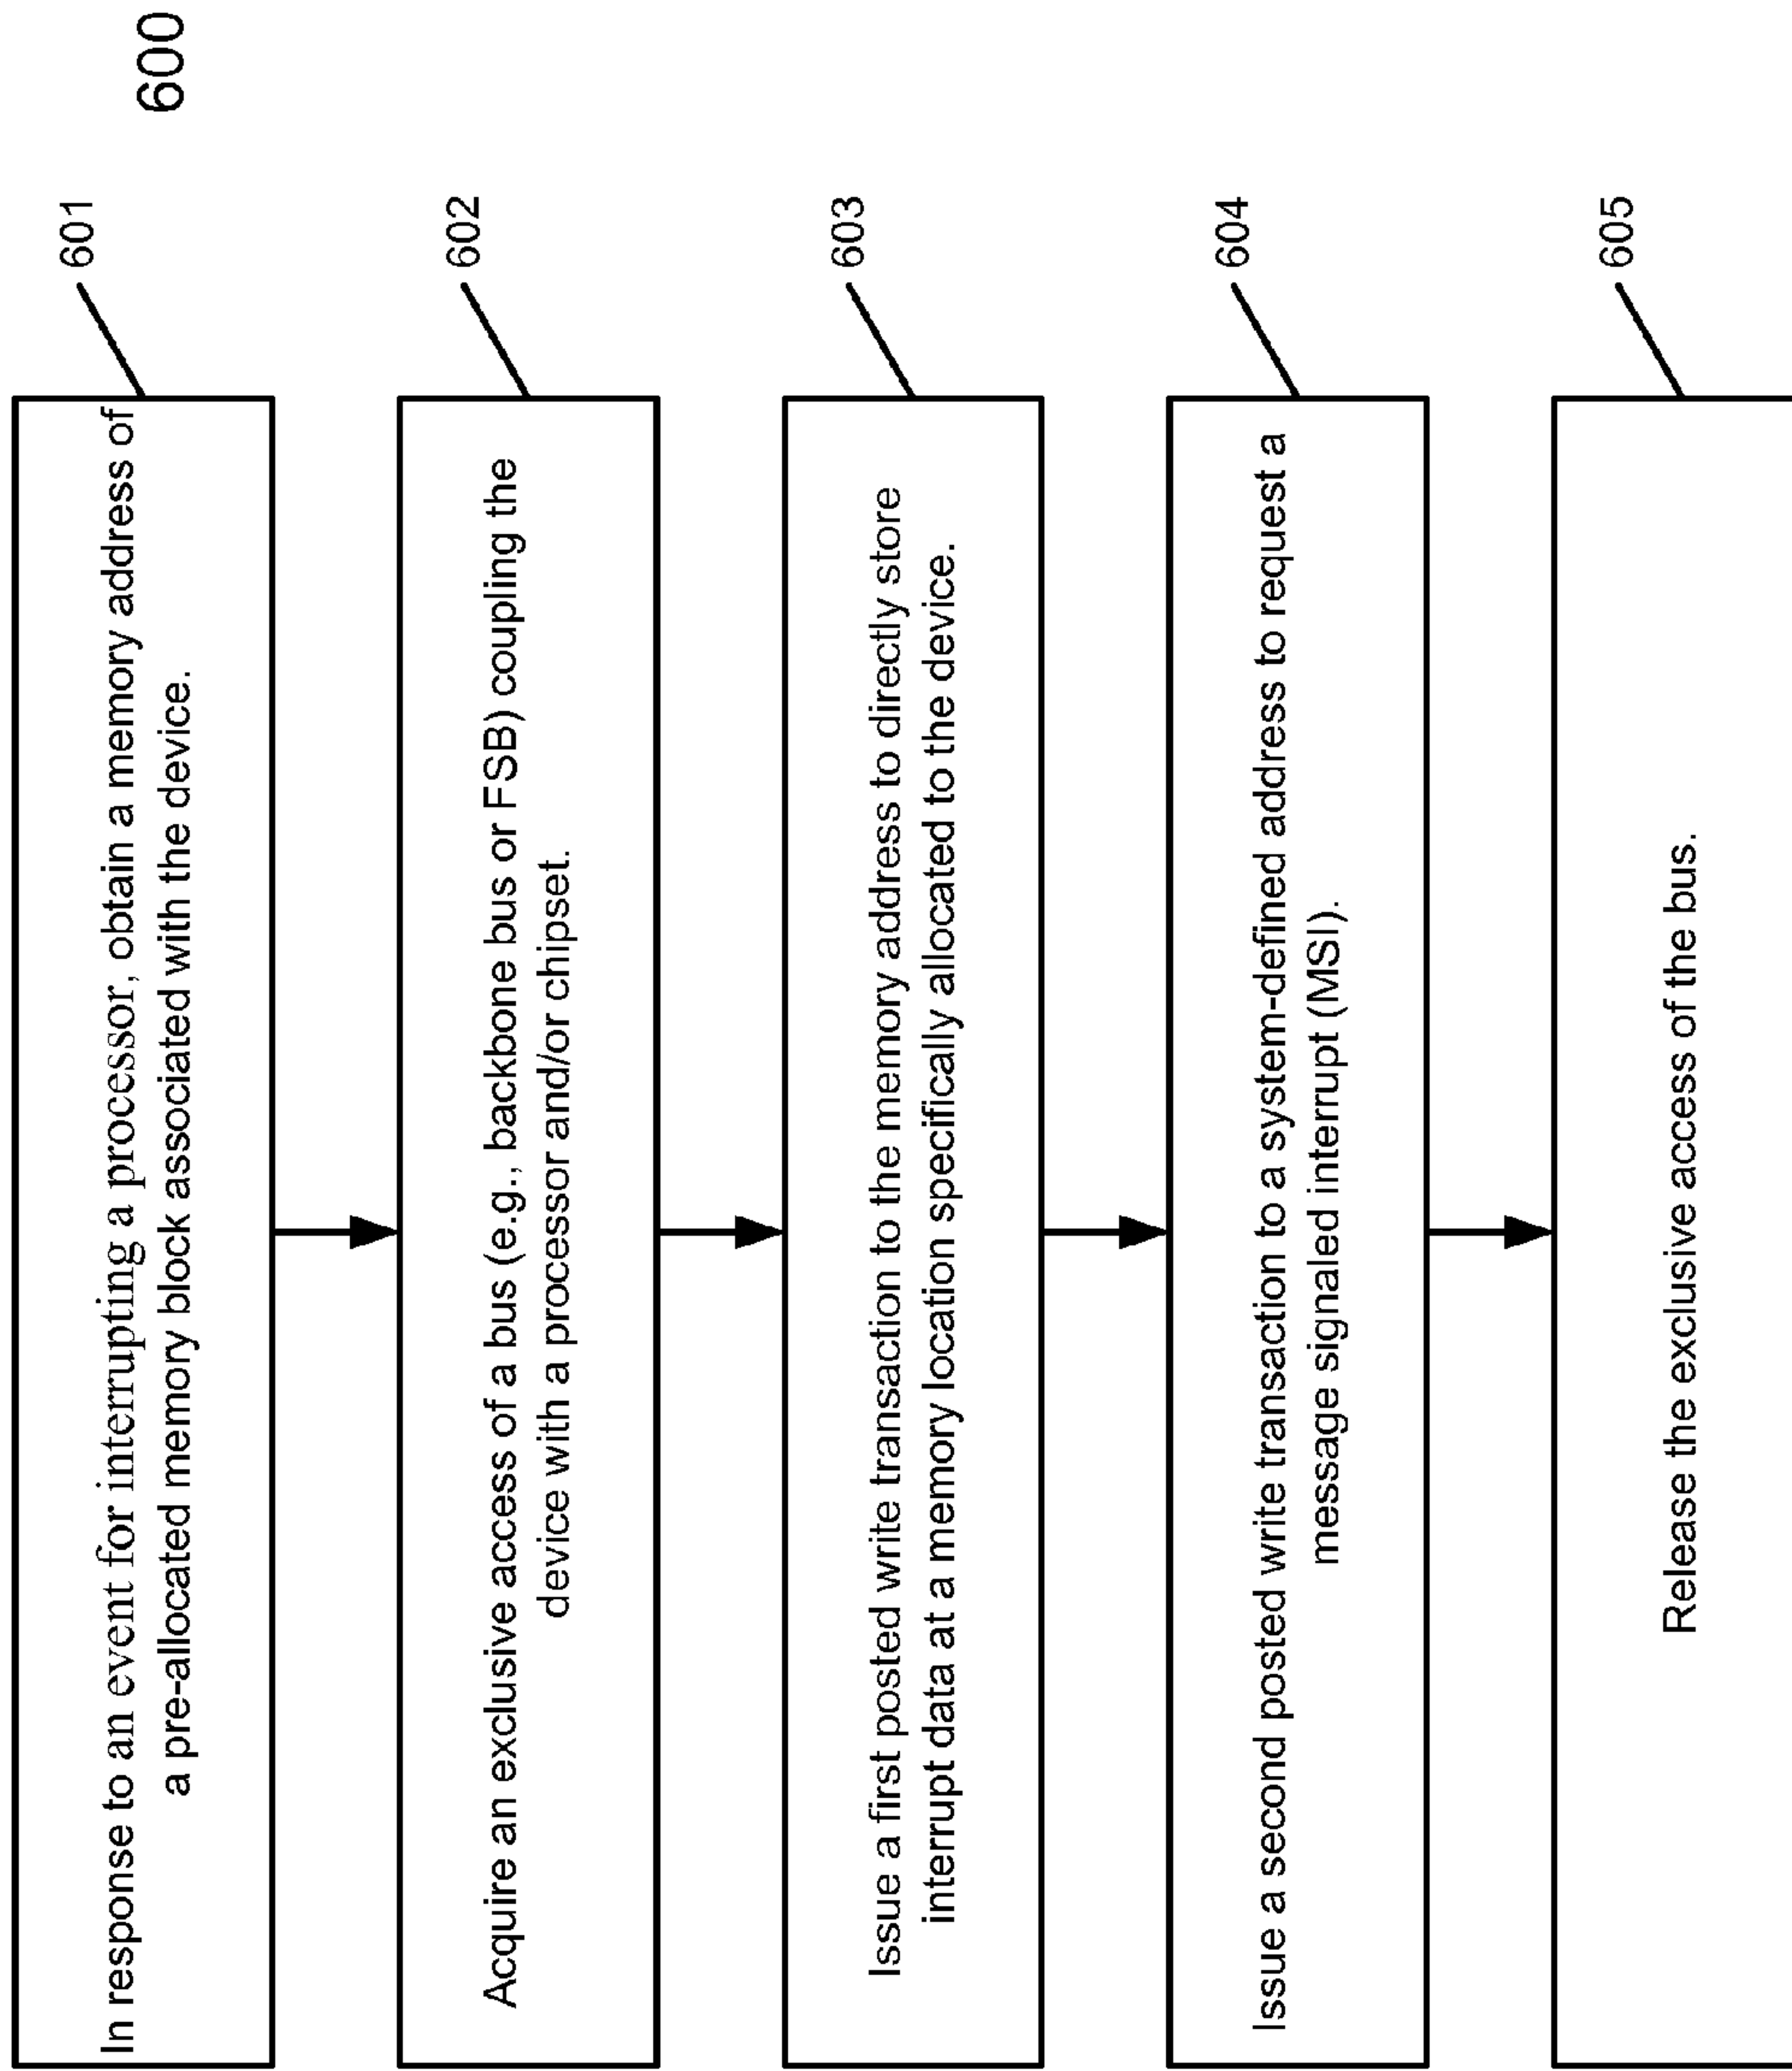 600
601
In response to an event for interrupting a processor, obtain a memory address of
a pre-allocated memory block associated with the device.
602
Acquire an exclusive access of a bus (e.g., backbone bus or FSB) coupling the
device with a processor and/or chipset.
603
Issue a first posted write transaction to the memory address to directly store
interrupt data at a memory location specifically allocated to the device.
604
Issue a second posted write transaction to a system-defined address to request a
message signaled interrupt (MSI).
605
Release the exclusive access of the bus.